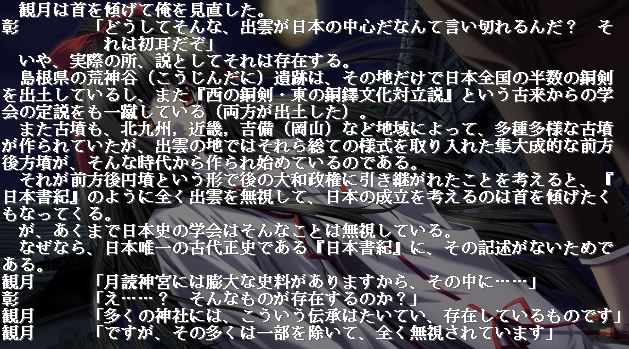 観月は首を傾げて俺を見直した。
彰　　　「どうしてそんな、出雲が日本の中心だなんて言い切れるんだ？　そ
れは初耳だぞ」
いや、実際の所、説としてそれは存在する。
島根県の荒神谷（こうじんだに）遺跡は、その地だけで日本全国の半数の銅剣
を出土しているし、また『西の銅剣・東の銅鐸文化対立説』という古来からの学
会の定説をも一蹴している（両方が出土した）。
また古墳も、北九州，近畿，吉備（岡山）など地域によって、多種多様な古墳
が作られていたが、出雲の地ではそれら総ての様式を取り入れた集大成的な前方
後方墳が、そんな時代から作られ始めているのである。
それが前方後円墳という形で後の大和政権に引き継がれたことを考えると、『
日本書紀』のように全く出雲を無視して、日本の成立を考えるのは首を傾げたく
もなってくる。
が、あくまで日本史の学会はそんなことは無視している。
なぜなら、日本唯一の古代正史である『日本書紀』に、その記述がないためで
ある。
観月　　「月読神宮には膨大な史料がありますから、その中に……」
彰　　　「え……？　そんなものが存在するのか？」
観月　　「多くの神社には、こういう伝承はたいてい、存在しているものです」
観月　　「ですが、その多くは一部を除いて、全く無視されています」